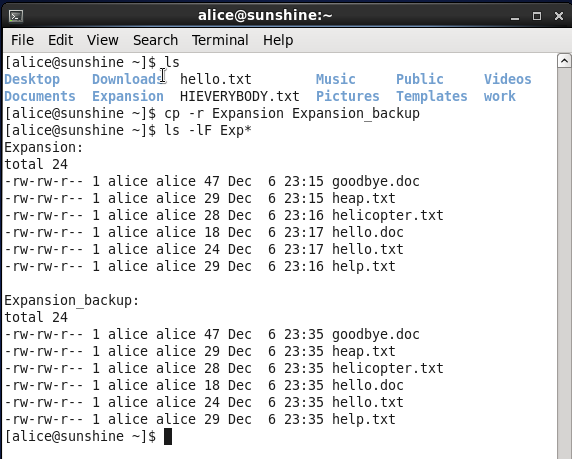 alice@sunshine:~
File Edit View Search Terminal Help
[alice@sunshine ~]$ ls
Desktop    Downloads  hello.txt        Music     Public     Videos
Documents  Expansion  HIEVERYBODY.txt  Pictures  Templates  work
[alice@sunshine ~]$ cp -r Expansion Expansion_backup
[alice@sunshine ~]$ ls -lF Exp*
Expansion:
total 24
-rw-rw-r-- 1 alice alice 47 Dec  6 23:15 goodbye.doc
-rw-rw-r-- 1 alice alice 29 Dec  6 23:15 heap.txt
-rw-rw-r-- 1 alice alice 28 Dec  6 23:16 helicopter.txt
-rw-rw-r-- 1 alice alice 18 Dec  6 23:17 hello.doc
-rw-rw-r-- 1 alice alice 24 Dec  6 23:17 hello.txt
-rw-rw-r-- 1 alice alice 29 Dec  6 23:16 help.txt

Expansion_backup:
total 24
-rw-rw-r-- 1 alice alice 47 Dec  6 23:35 goodbye.doc
-rw-rw-r-- 1 alice alice 29 Dec  6 23:35 heap.txt
-rw-rw-r-- 1 alice alice 28 Dec  6 23:35 helicopter.txt
-rw-rw-r-- 1 alice alice 18 Dec  6 23:35 hello.doc
-rw-rw-r-- 1 alice alice 24 Dec  6 23:35 hello.txt
-rw-rw-r-- 1 alice alice 29 Dec  6 23:35 help.txt
[alice@sunshine ~]$